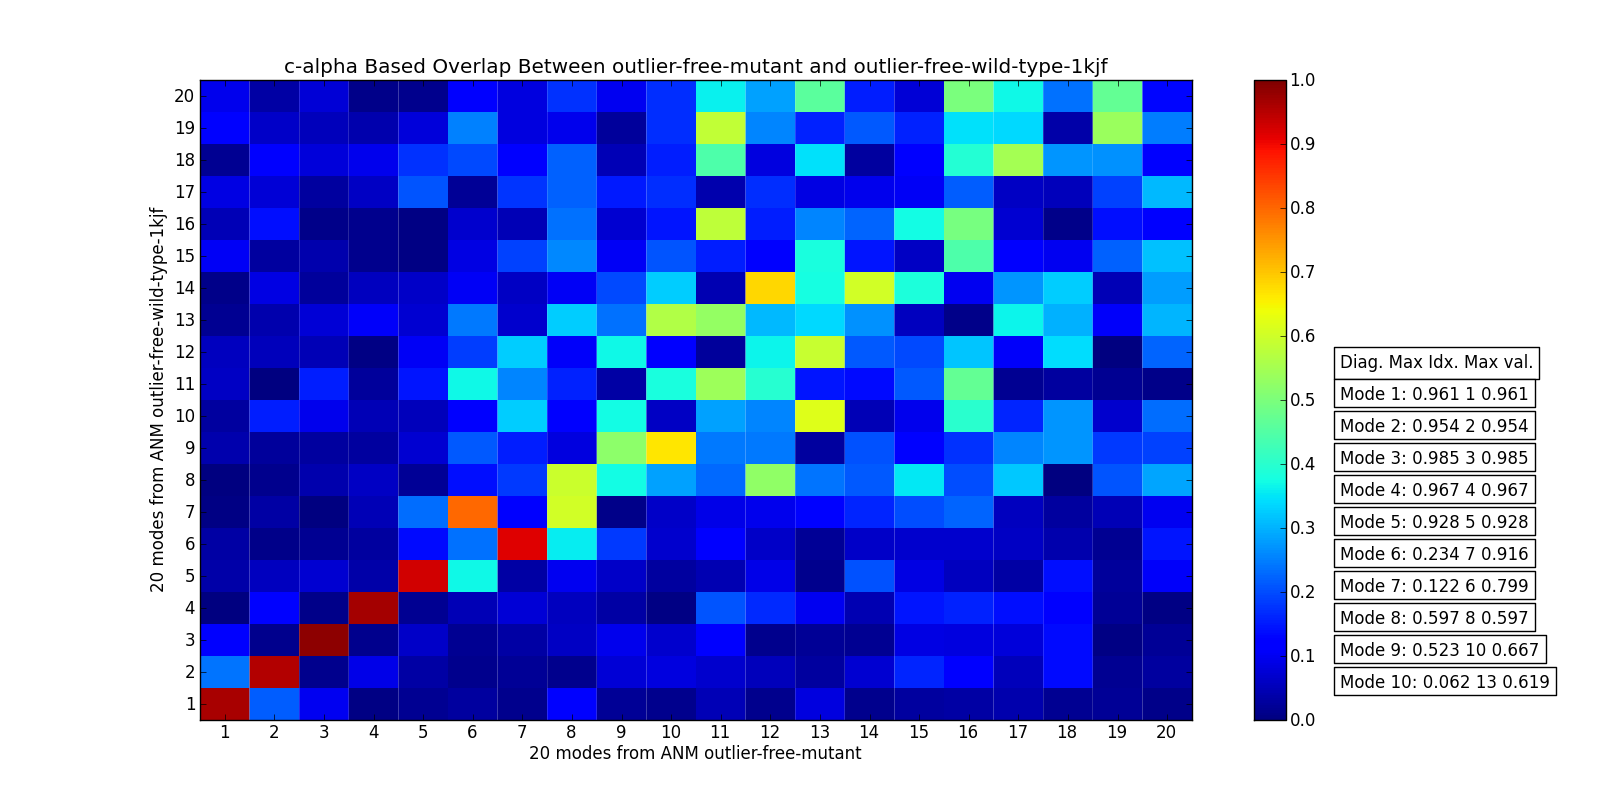 c-alpha Based Overlap Between outlier-free-mutant and outlier-free-wild-type-1kjf
20 modes from ANM outlier-free-wild-type-1kjf
20
19
18
17
16
15
14
13
12
11
10
9
8
7
6
5
4
3
2
1
1 2 3 4 5 6 7 8 9 10 11 12 13 14 15 16 17 18 19 20
20 modes from ANM outlier-free-mutant
1.0
0.9
0.8
0.7
0.6
0.5
0.4
0.3
0.2
0.1
0.0
Diag. Max Idx. Max val.
Mode 1: 0.961 1 0.961
Mode 2: 0.954 2 0.954
Mode 3: 0.985 3 0.985
Mode 4: 0.967 4 0.967
Mode 5: 0.928 5 0.928
Mode 6: 0.234 7 0.916
Mode 7: 0.122 6 0.799
Mode 8: 0.597 8 0.597
Mode 9: 0.523 10 0.667
Mode 10: 0.062 13 0.619